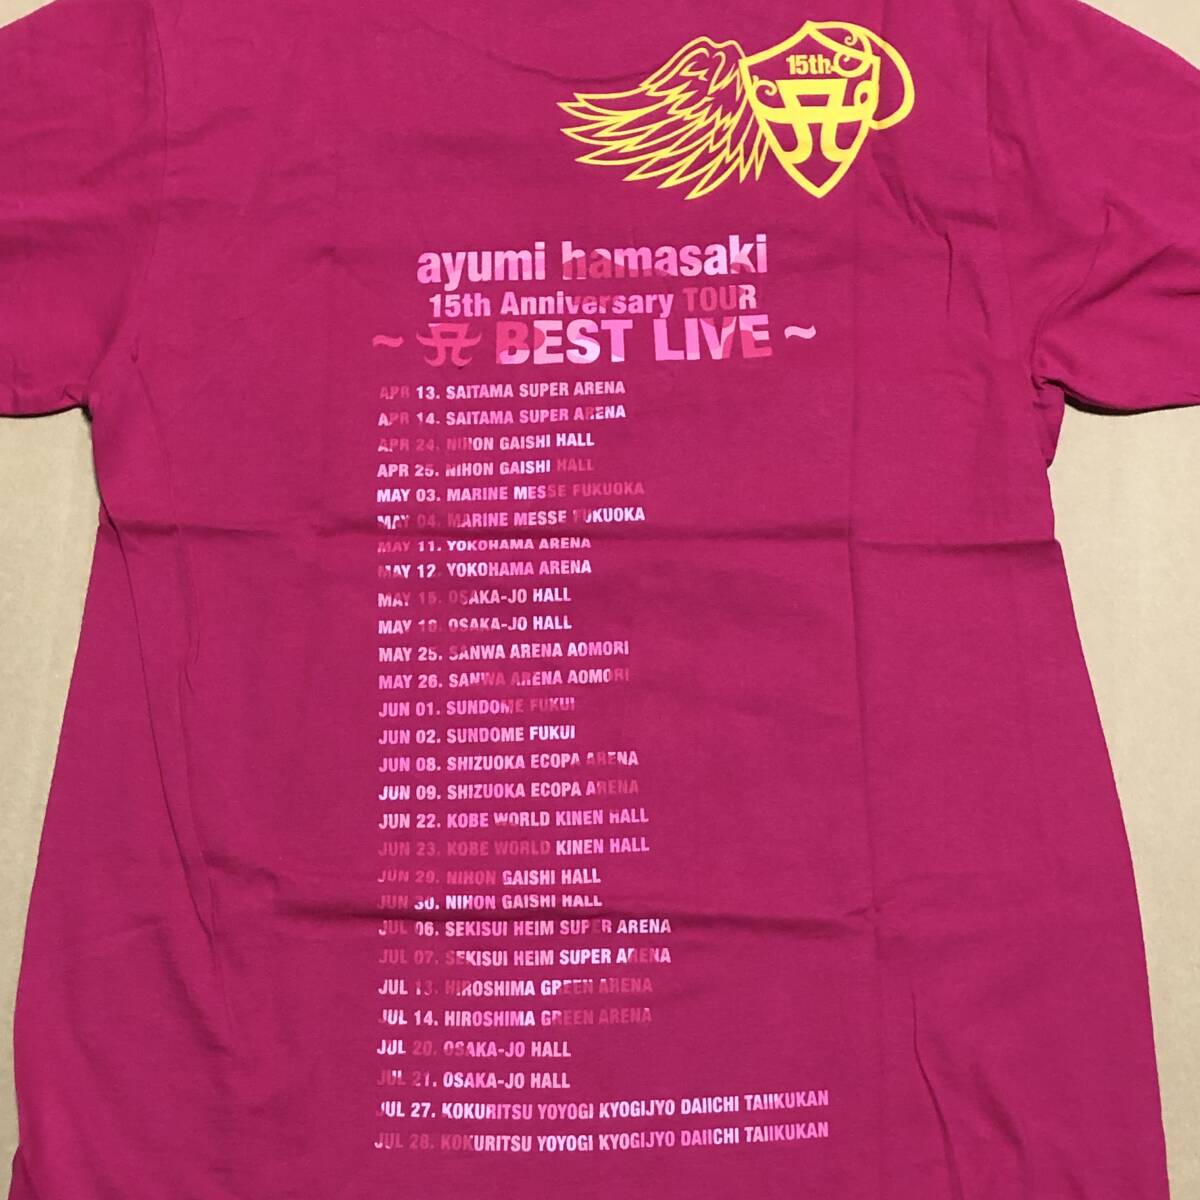 15th
ayumi hamasaki
15th Anniversary TOUR
~ A BEST LIVE ~
APR 13. SAITAMA SUPER ARENA
APR 14. SAITAMA SUPER ARENA
APR 24. NIHON GAISHI HALL
APR 25. NIHON GAISHI HALL
MAY 03. MARINE MESSE FUKUOKA
MAY 04. MARINE MESSE FUKUOKA
MAY 11. YOKOHAMA ARENA
MAY 12. YOKOHAMA ARENA
MAY 15. OSAKA-JO HALL
MAY 16. OSAKA-JO HALL
MAY 25. SANWA ARENA AOMORI
MAY 26. SANWA ARENA AOMORI
JUN 01. SUNDOME FUKUI
JUN 02. SUNDOME FUKUI
JUN 08. SHIZUOKA ECOPA ARENA
JUN 09. SHIZUOKA ECOPA ARENA
JUN 22. KOBE WORLD KINEN HALL
JUN 23. KOBE WORLD KINEN HALL
JUN 29. NIHON GAISHI HALL
JUN 30. NIHON GAISHI HALL
JUL 06. SEKISUI HEIM SUPER ARENA
JUL 07. SEKISUI HEIM SUPER ARENA
JUL 13. HIROSHIMA GREEN ARENA
JUL 14. HIROSHIMA GREEN ARENA
JUL 20. OSAKA-JO HALL
JUL 21. OSAKA-JO HALL
JUL 27. KOKURITSU YOYOGI KYOGIJYO DAIICHI TAIIKUKAN
JUL 28. KOKURITSU YOYOGI KYOGIJYO DAIICHI TAIIKUKAN